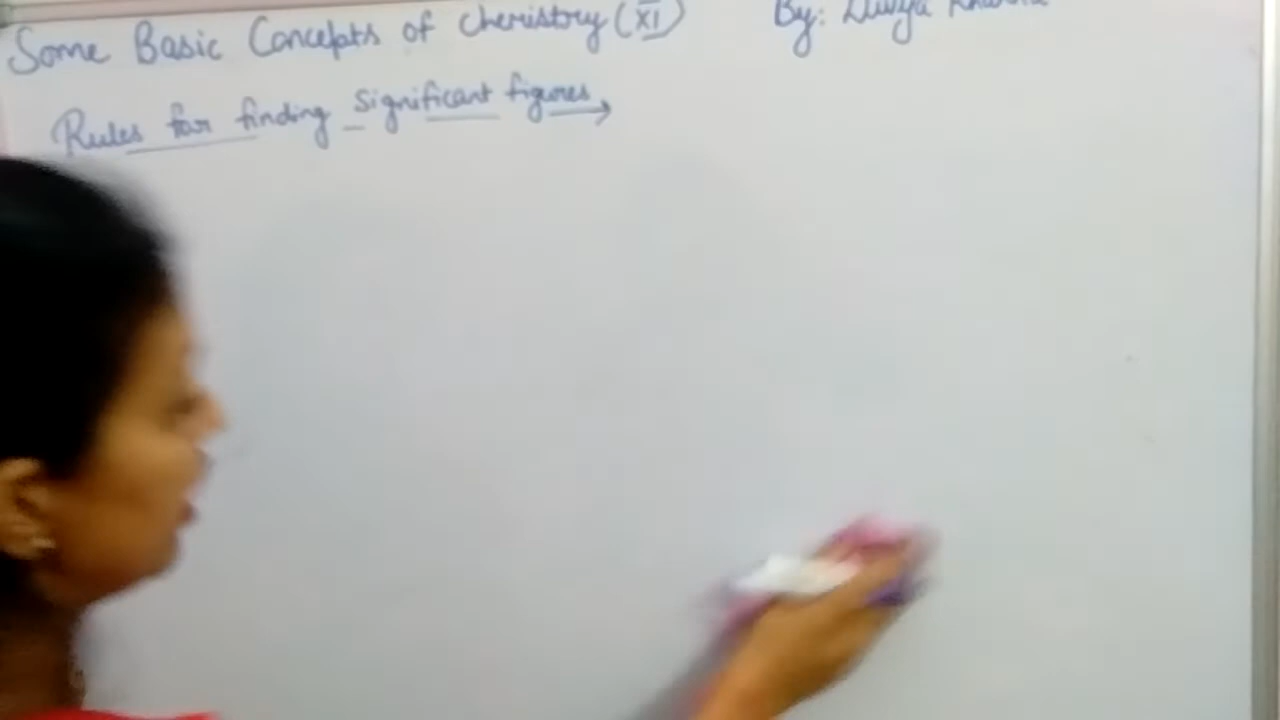 Some Basic Concepts of Chemistry (XI) By: Divya
Rules for finding significant figures →